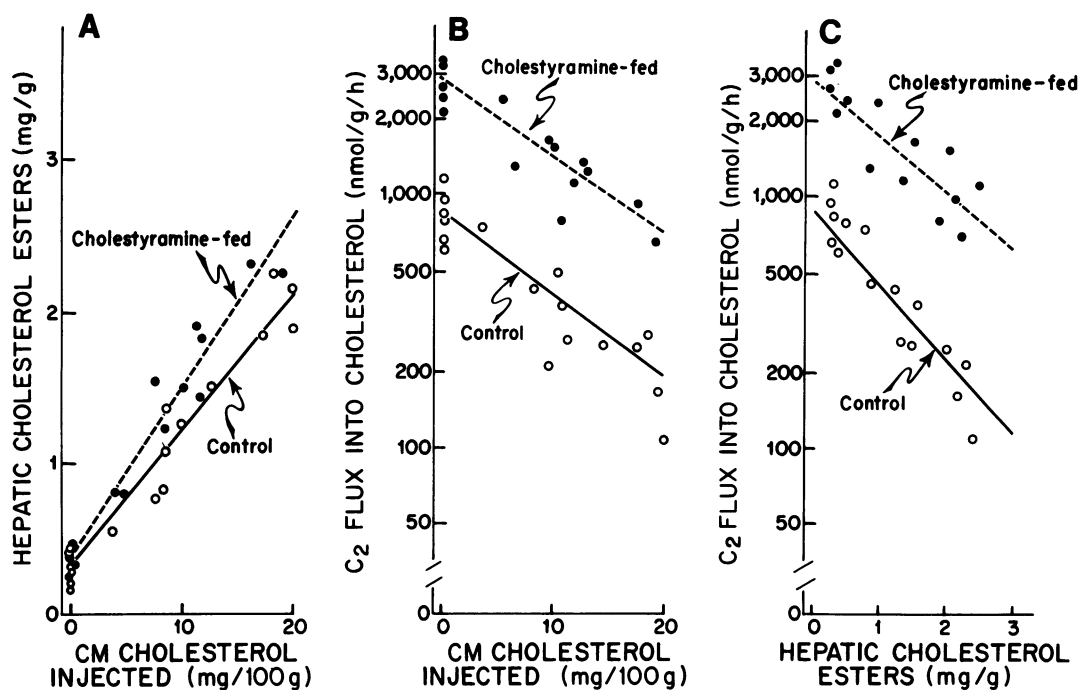 A
HEPATIC CHOLESTEROL ESTERS (mg/g)
3
2
1
0
Cholestyramine-fed
Control
0 10 20
CM CHOLESTEROL
INJECTED (mg/100g)
B
C₂ FLUX INTO CHOLESTEROL (nmol/g/h)
3,000
2,000
1,000
500
200
100
50
0
Cholestyramine-fed
Control
0 10 20
CM CHOLESTEROL
INJECTED (mg/100g)
C
C₂ FLUX INTO CHOLESTEROL (nmol/g/h)
3,000
2,000
1,000
500
200
100
50
0
Cholestyramine-fed
Control
0 1 2 3
HEPATIC CHOLESTEROL
ESTERS (mg/g)